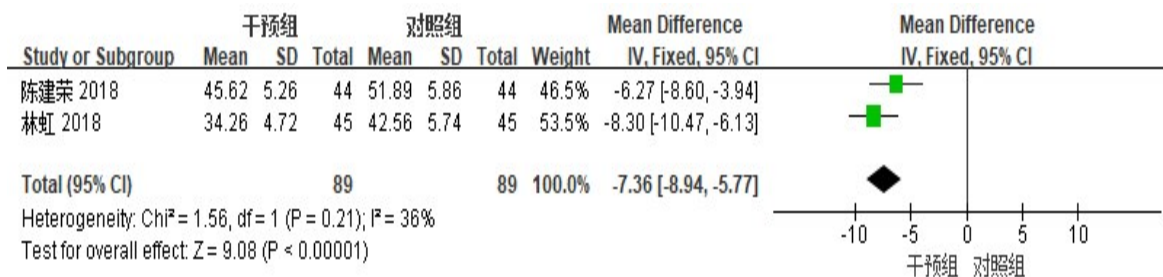 干预组 对照组 Mean Difference Mean Difference
Study or Subgroup Mean SD Total Mean SD Total Weight IV, Fixed, 95% CI IV, Fixed, 95% CI
陈建荣 2018 45.62 5.26 44 51.89 5.86 44 46.5% -6.27 [-8.60, -3.94]
林虹 2018 34.26 4.72 45 42.56 5.74 45 53.5% -8.30 [-10.47, -6.13]
Total (95% CI) 89 89 100.0% -7.36 [-8.94, -5.77]
Heterogeneity: Chi² = 1.56, df = 1 (P = 0.21); I² = 36%
Test for overall effect: Z = 9.08 (P < 0.00001)
-10 -5 0 5 10
干预组 对照组